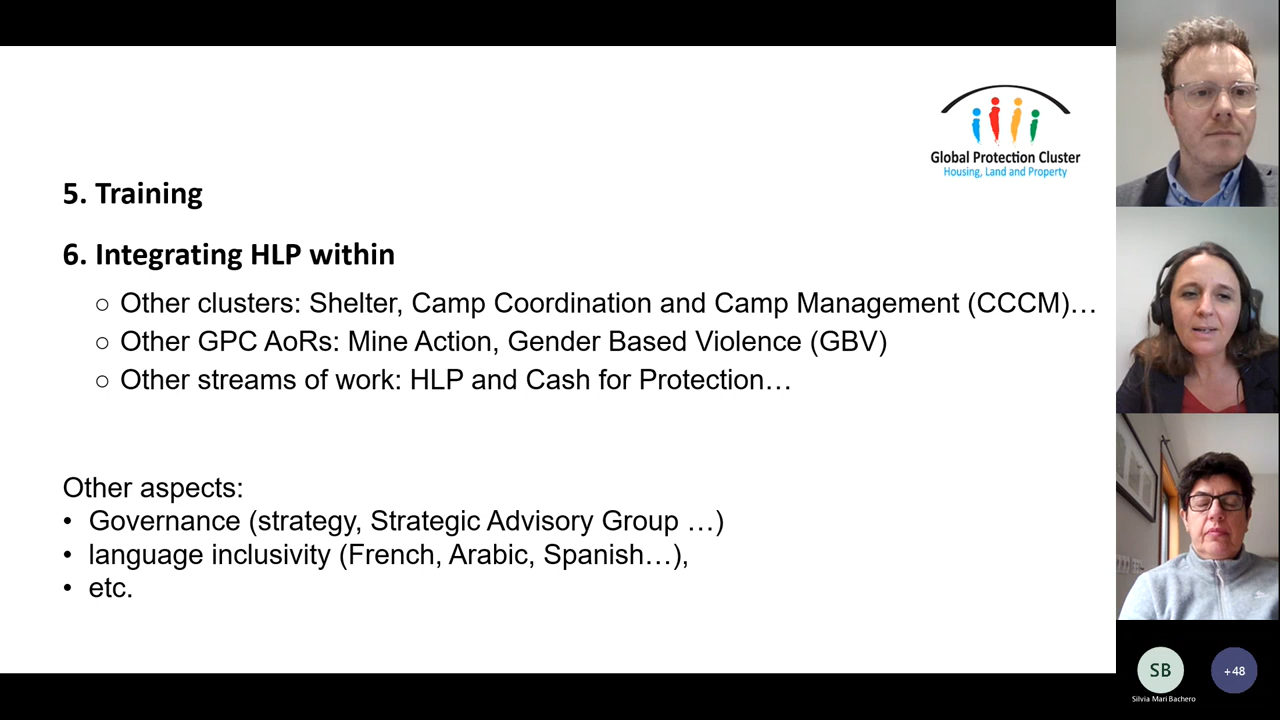 Global Protection Cluster
Housing, Land and Property
5. Training
6. Integrating HLP within
○ Other clusters: Shelter, Camp Coordination and Camp Management (CCCM)…
○ Other GPC AoRs: Mine Action, Gender Based Violence (GBV)
○ Other streams of work: HLP and Cash for Protection…
Other aspects:
• Governance (strategy, Strategic Advisory Group …)
• language inclusivity (French, Arabic, Spanish…),
• etc.
SB
+48
Silvia Mari Bachero